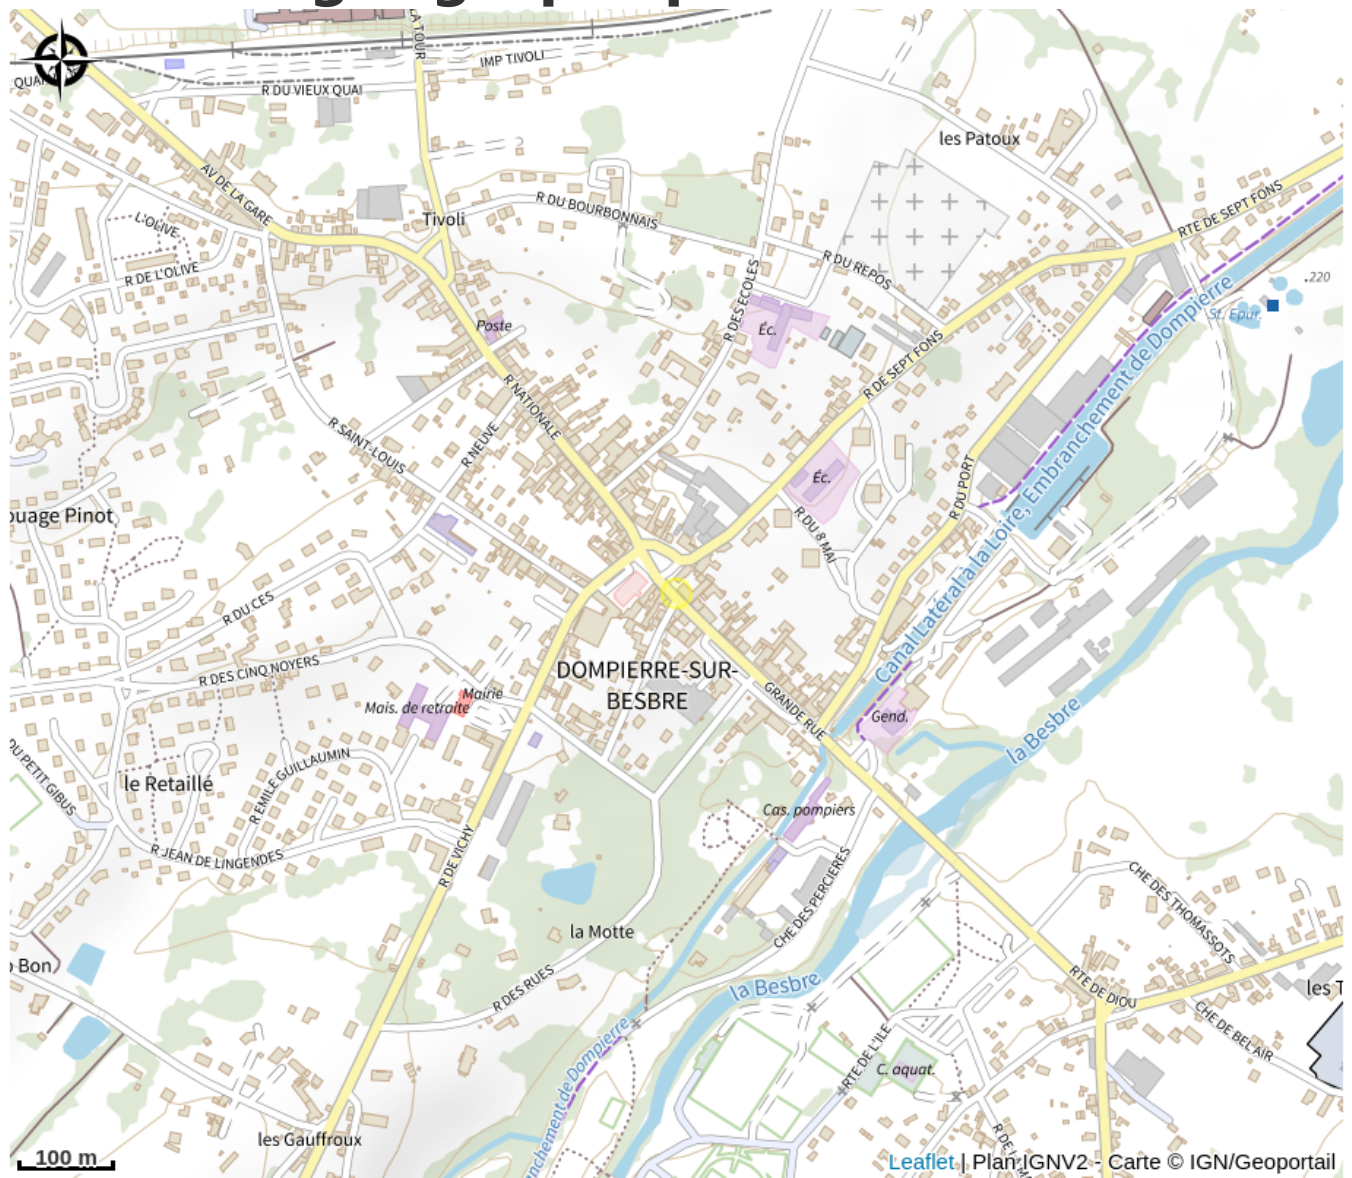 LA TOUR
IMP TIVOLI
R DU VIEUX QUAI
les Patoux
AV DE LA GARE
L'OLIVE
Tivoli
R DU BOURBONNAIS
RTE DE SEPT FONS
R DE L'OLIVE
R DES ECOLES
R DU REPOS
.220
St. Epur.
Poste
Éc.
R DE SEPT FONS
R NATIONALE
R SAINT-LOUIS
R NEUVE
Éc.
R DU PORT
Canal Latéral à la Loire, Embranchement de Dompierre
ouage Pinot
R DU 8 MAI
R DU CES
R DES CINQ NOYERS
DOMPIERRE-SUR-
BESBRE
Mairie
Mais. de retraite
GRANDE RUE
Gend.
la Besbre
DU PETIT GIBUS
le Retaillé
R EMILE GUILLAUMIN
Cas. pompiers
R JEAN DE LINGENDES
R DE VICHY
CHE DES PERCIERES
CHE DES THOMASSOTS
la Motte
Bon
R DES RUES
la Besbre
RTE DE DIOU
les T
CHE DE BEL AIR
RTE DE L'ILE
C. aquat.
nchement de Dompierre
les Gauffroux
100 m
Leaflet | Plan IGNV2 - Carte © IGN/Geoportail